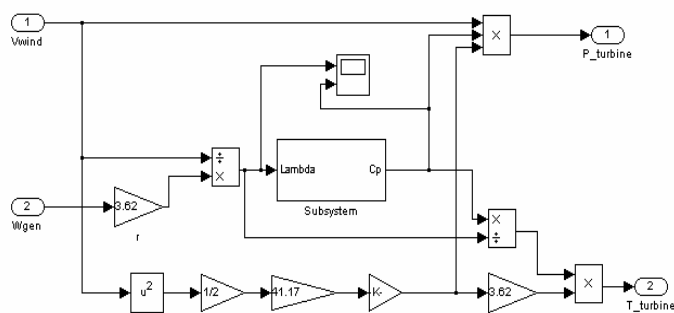 1
Vwind
×
1
P_turbine
÷
×
Lambda
Cp
Subsystem
2
Wgen
3.62
r
×
÷
u²
1/2
41.17
-K-
3.62
×
2
T_turbine